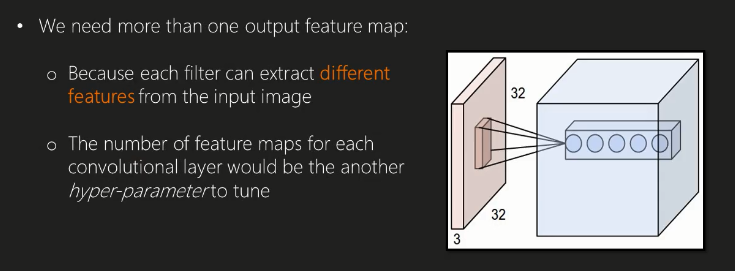 • We need more than one output feature map:
o Because each filter can extract different
features from the input image
o The number of feature maps for each
convolutional layer would be the another
hyper-parameter to tune
32
32
3